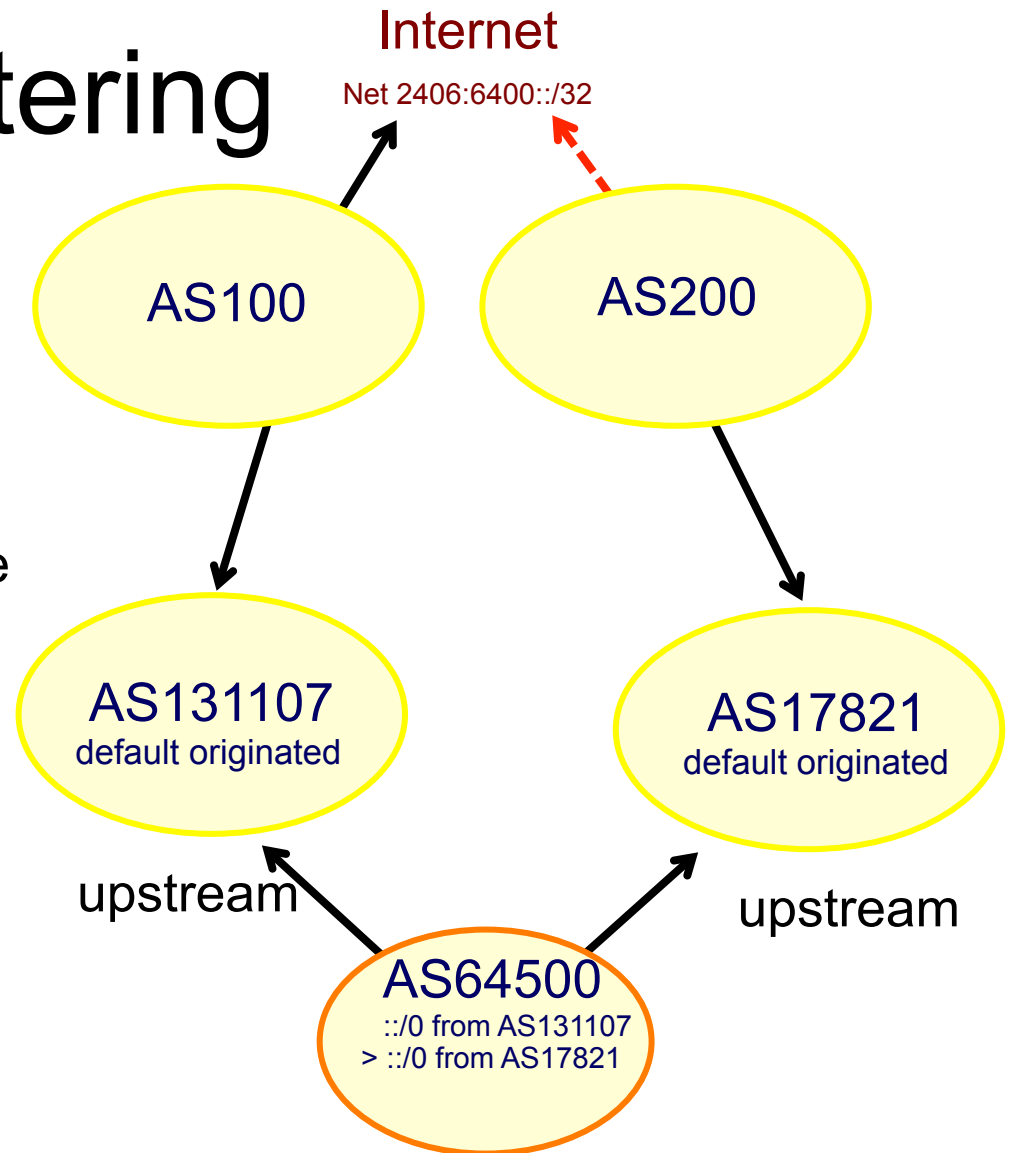 Internet
tering
Net 2406:6400::/32
AS100
AS200
e
AS131107
default originated
AS17821
default originated
upstream
upstream
AS64500
::/0 from AS131107
> ::/0 from AS17821